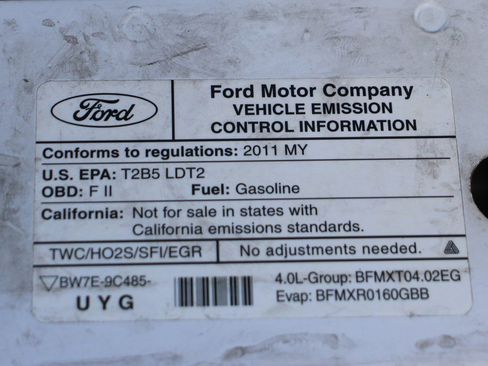 Ford
Ford Motor Company
VEHICLE EMISSION
CONTROL INFORMATION
Conforms to regulations: 2011 MY
U.S. EPA: T2B5 LDT2
OBD: F II Fuel: Gasoline
California: Not for sale in states with
California emissions standards.
TWC/HO2S/SFI/EGR No adjustments needed.
BW7E-9C485-
UYG
4.0L-Group: BFMXT04.02EG
Evap: BFMXR0160GBB